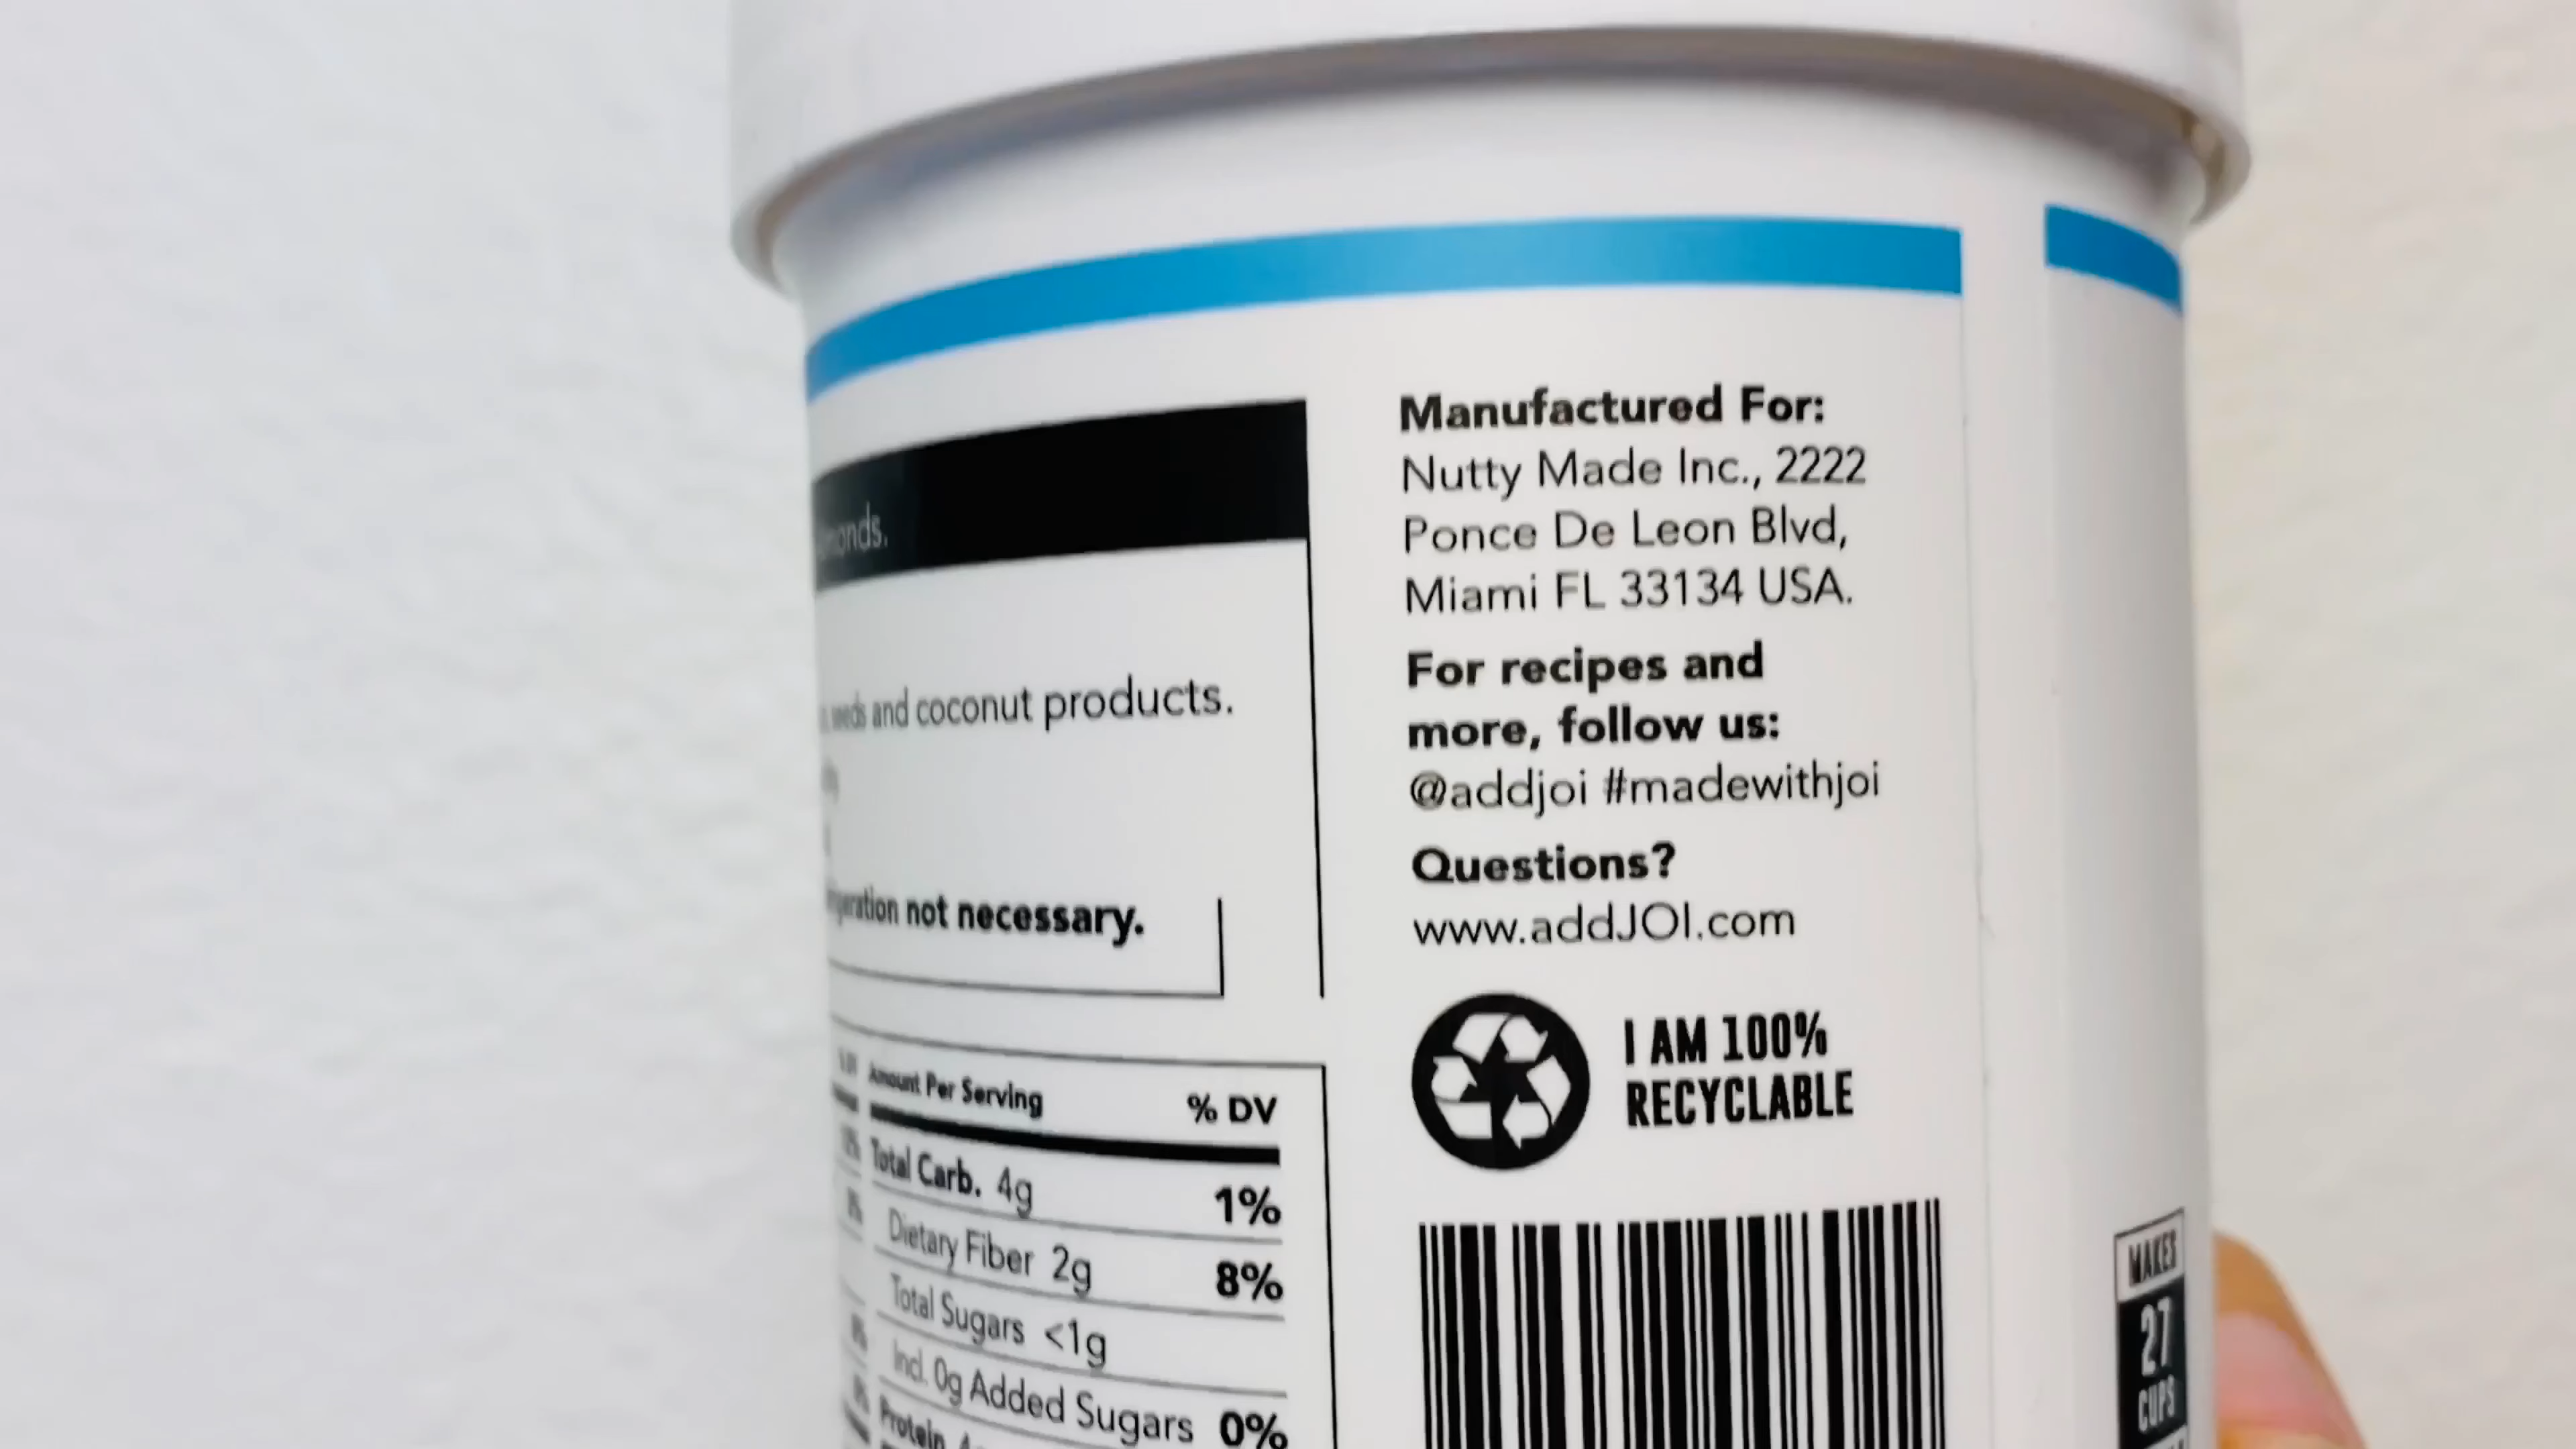 seeds and coconut products.
not necessary.
Amount Per Serving % DV
Total Carb. 4g 1%
Dietary Fiber 2g 8%
Total Sugars <1g
Incl. 0g Added Sugars 0%
Protein
Manufactured For:
Nutty Made Inc., 2222
Ponce De Leon Blvd,
Miami FL 33134 USA.
For recipes and
more, follow us:
@addjoi #madewithjoi
Questions?
www.addJOI.com
I AM 100%
RECYCLABLE
MAKES
27
CUPS